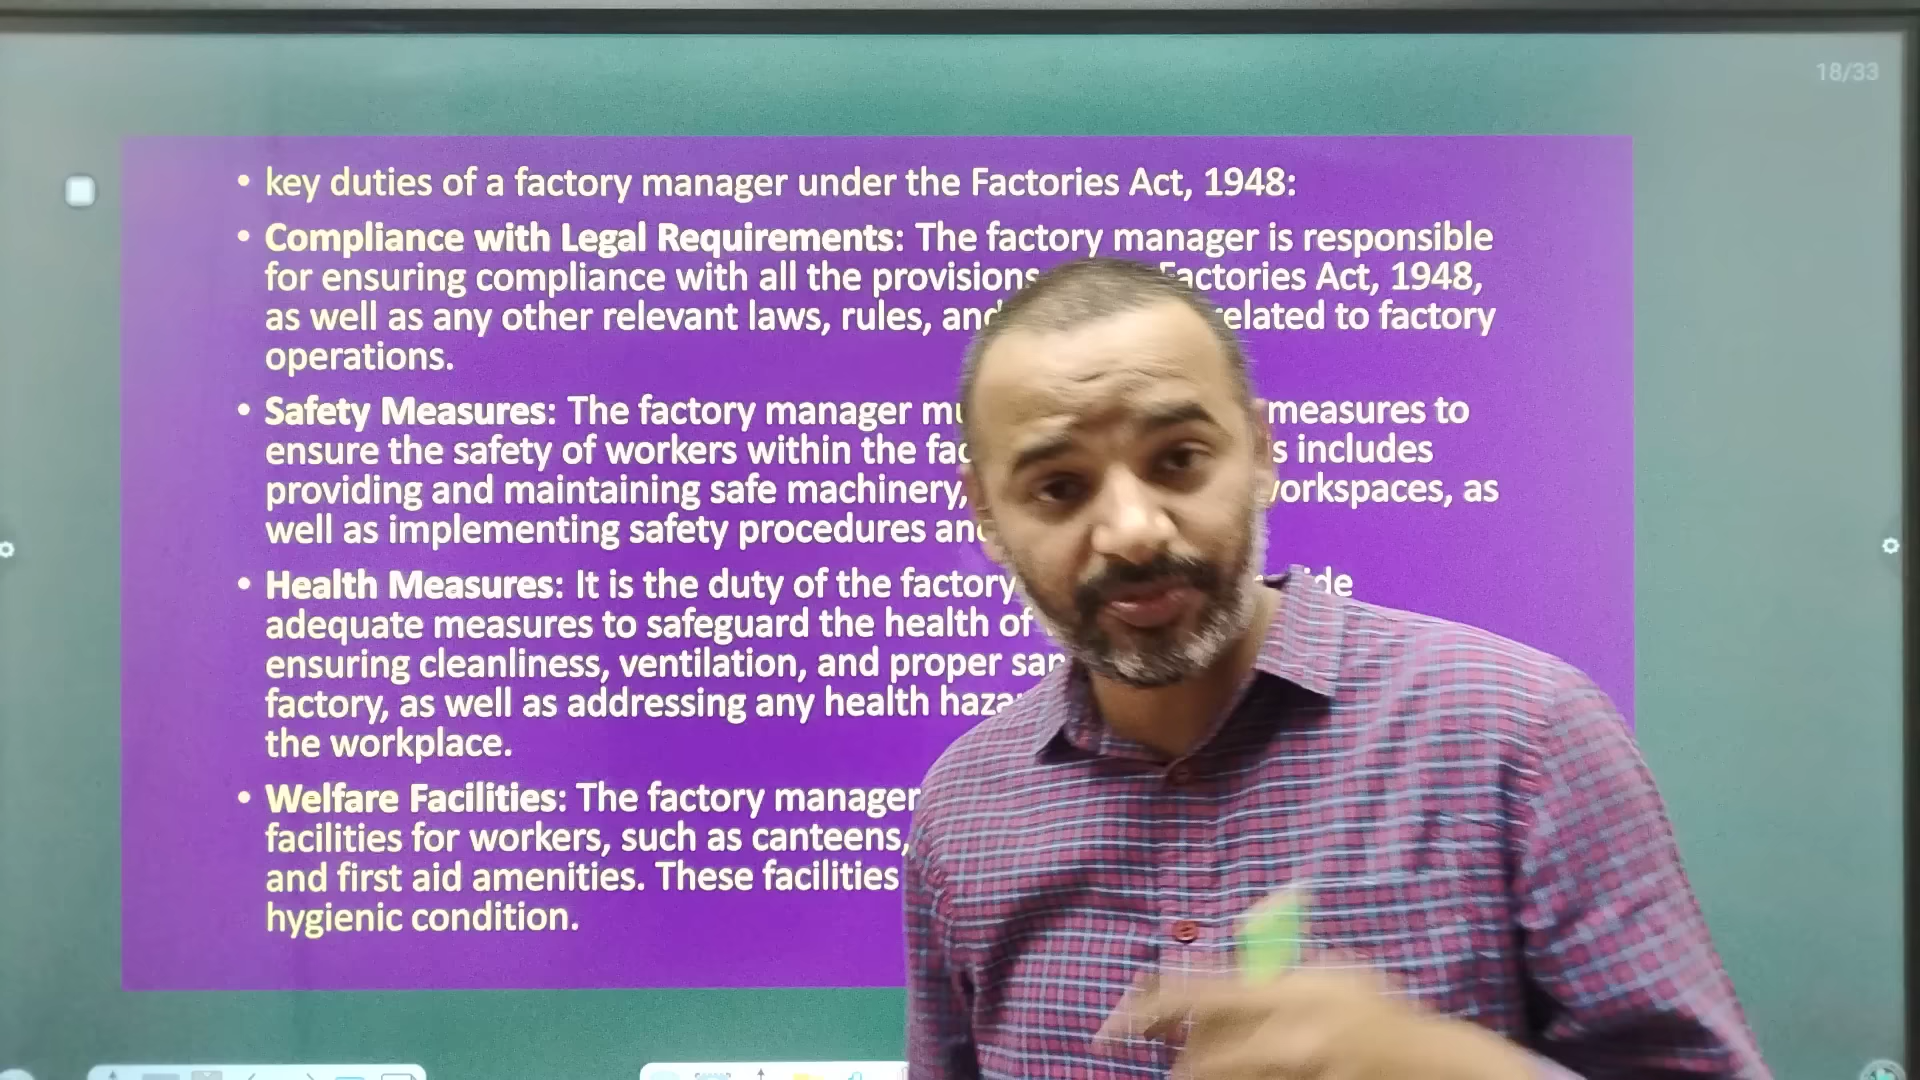 18/33
• key duties of a factory manager under the Factories Act, 1948:
• Compliance with Legal Requirements: The factory manager is responsible
for ensuring compliance with all the provisions Factories Act, 1948,
as well as any other relevant laws, rules, and related to factory
operations.
• Safety Measures: The factory manager measures to
ensure the safety of workers within the includes
providing and maintaining safe machinery, workspaces, as
well as implementing safety procedures
• Health Measures: It is the duty of the factory
adequate measures to safeguard the health of
ensuring cleanliness, ventilation, and proper
factory, as well as addressing any health
the workplace.
• Welfare Facilities: The factory manager
facilities for workers, such as canteens,
and first aid amenities. These facilities
hygienic condition.